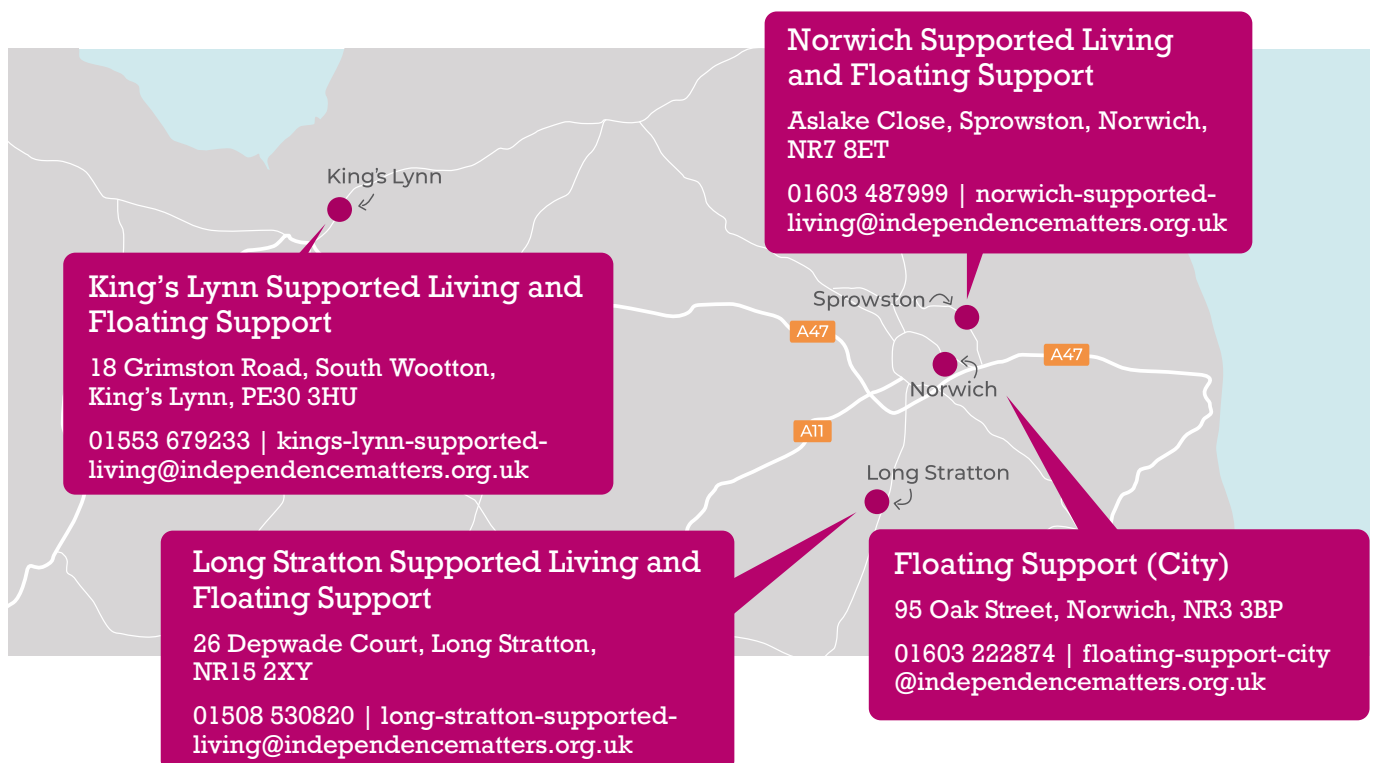 Norwich Supported Living
and Floating Support
Aslake Close, Sprowston, Norwich,
NR7 8ET
01603 487999 | norwich-supported-
living@independencematters.org.uk
King's Lynn
King’s Lynn Supported Living and
Floating Support
18 Grimston Road, South Wootton,
King’s Lynn, PE30 3HU
01553 679233 | kings-lynn-supported-
living@independencematters.org.uk
Sprowston
A47
A47
Norwich
A11
Long Stratton
Long Stratton Supported Living and
Floating Support
26 Depwade Court, Long Stratton,
NR15 2XY
01508 530820 | long-stratton-supported-
living@independencematters.org.uk
Floating Support (City)
95 Oak Street, Norwich, NR3 3BP
01603 222874 | floating-support-city
@independencematters.org.uk